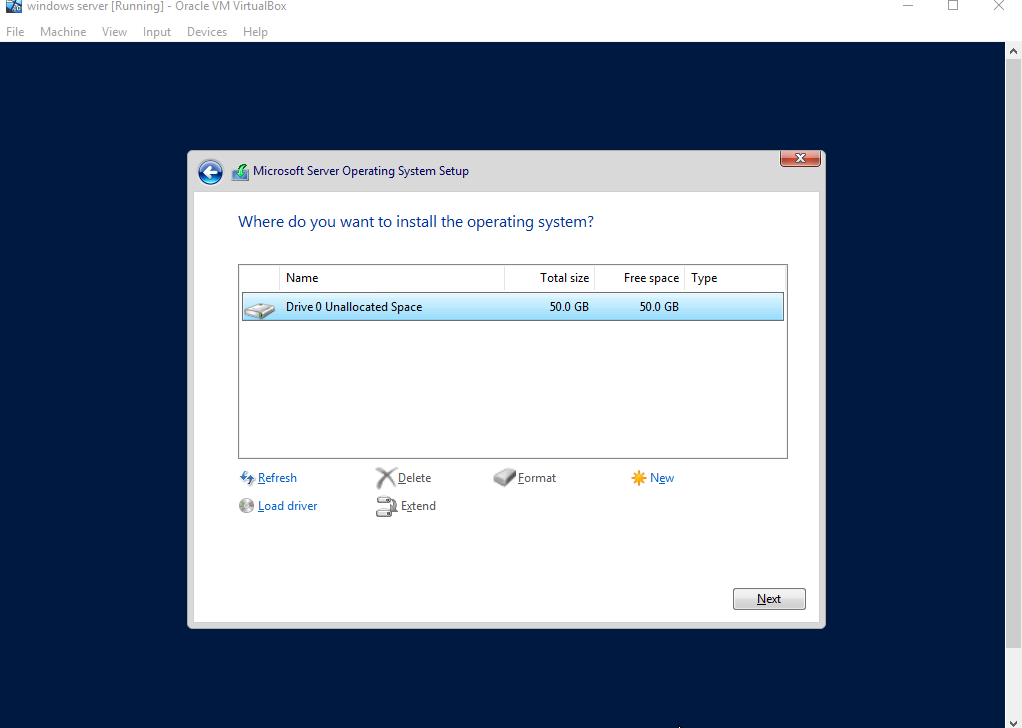 windows server [Running] - Oracle VM VirtualBox
File Machine View Input Devices Help
Microsoft Server Operating System Setup
Where do you want to install the operating system?
Name Total size Free space Type
Drive 0 Unallocated Space 50.0 GB 50.0 GB
Refresh Delete Format New
Load driver Extend
Next